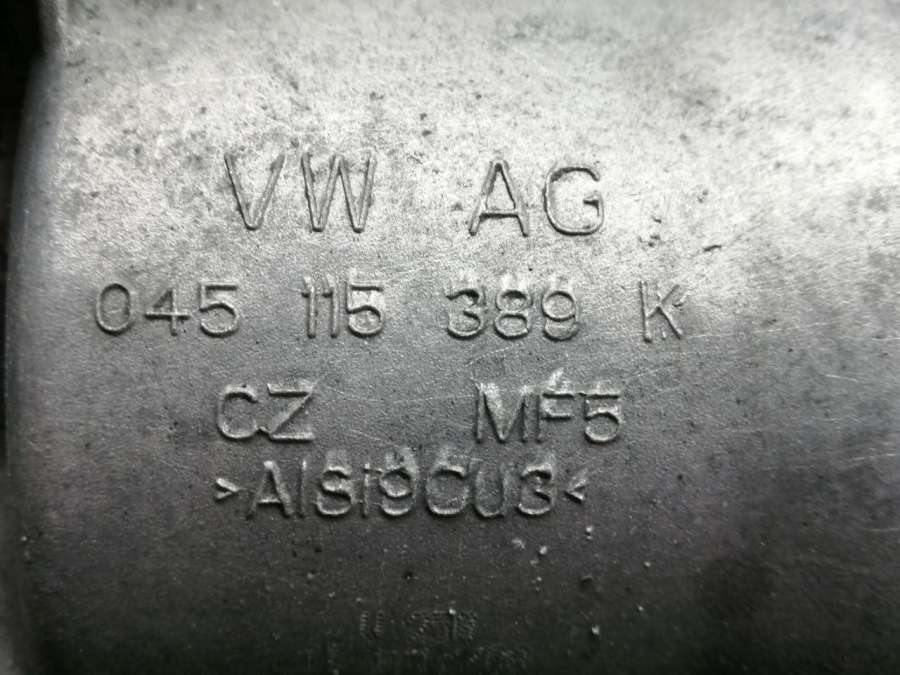 VW AG
045 115 389 K
CZ MF5
>AlSi9CU3<